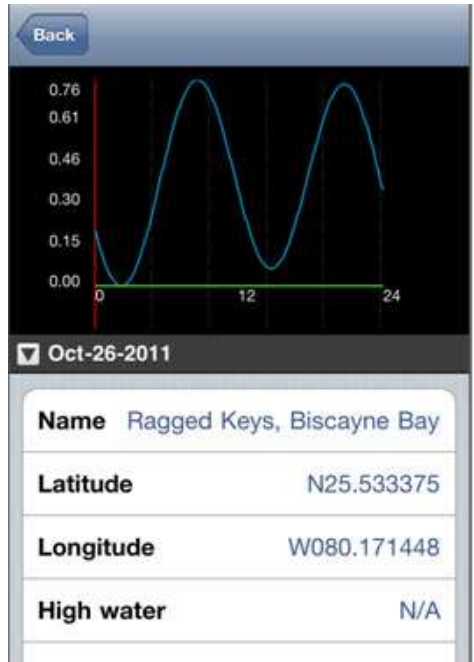 Back
0.76
0.61
0.46
0.30
0.15
0.00
0 12 24
Oct-26-2011
Name Ragged Keys, Biscayne Bay
Latitude N25.533375
Longitude W080.171448
High water N/A